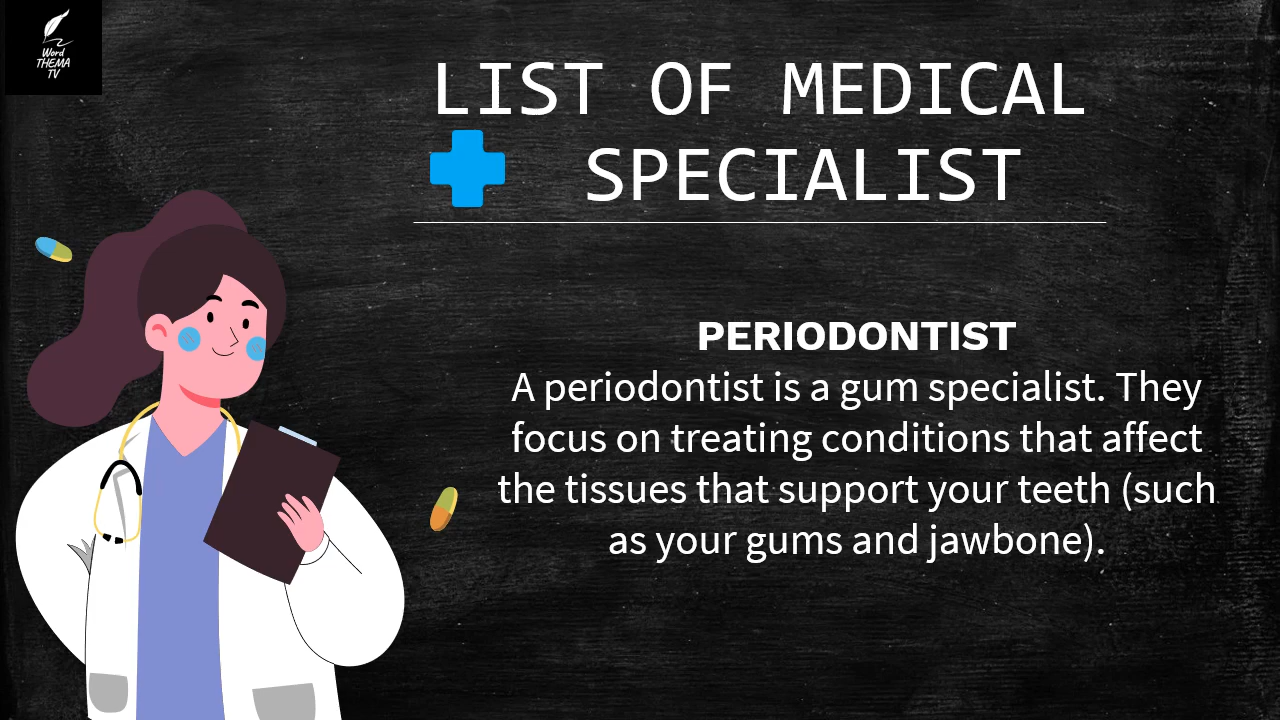 Word
THEMA
TV
LIST OF MEDICAL
SPECIALIST
PERIODONTIST
A periodontist is a gum specialist. They
focus on treating conditions that affect
the tissues that support your teeth (such
as your gums and jawbone).